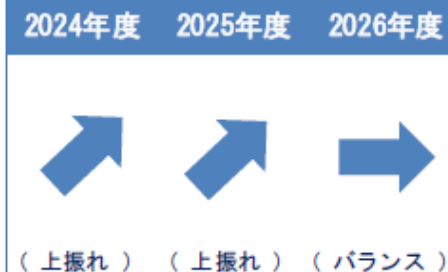 2024年度 2025年度 2026年度
( 上振れ ) ( 上振れ ) ( バランス )